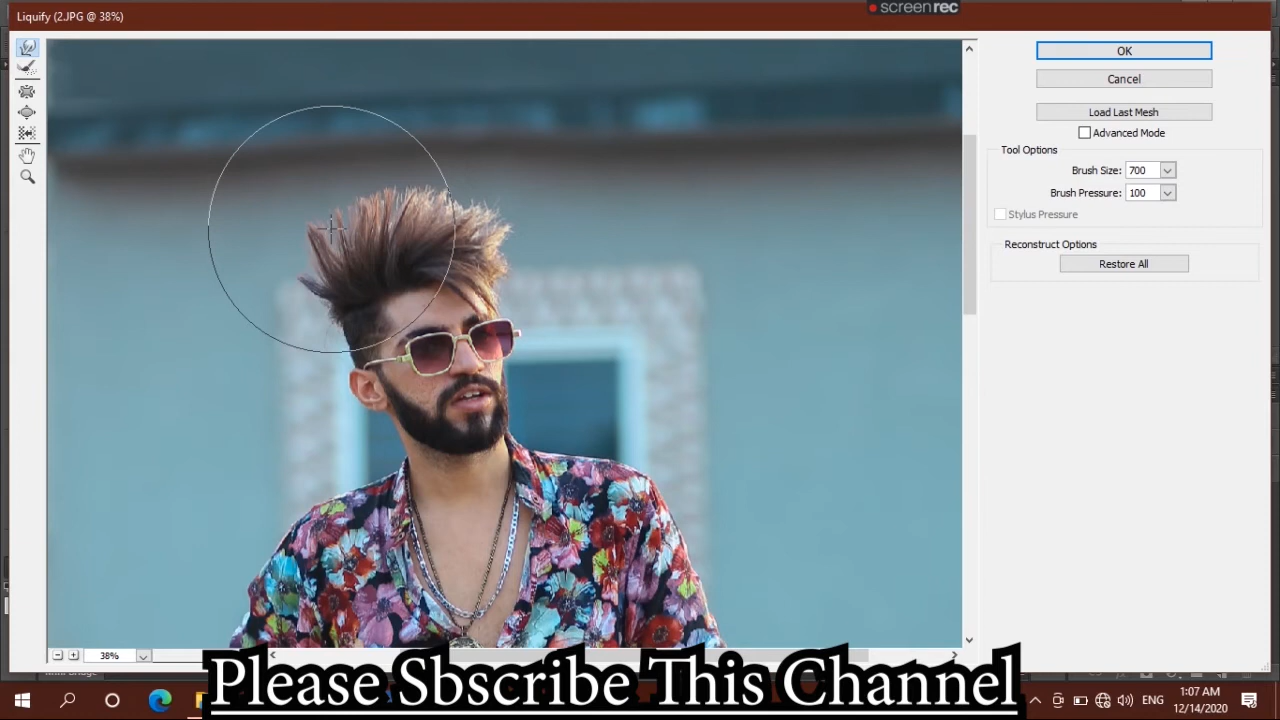 Liquify (2.JPG @ 38%)
screenrec
OK
Cancel
Load Last Mesh
Advanced Mode
Tool Options
Brush Size: 700
Brush Pressure: 100
Stylus Pressure
Reconstruct Options
Restore All
38%
Please Sbscribe This Channel
ENG
1:07 AM
12/14/2020